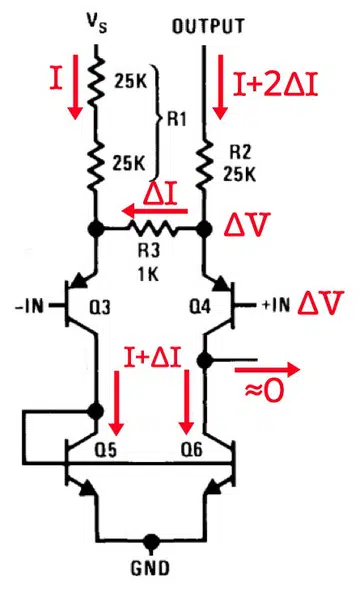 Vs OUTPUT
I 25K R1 I+2ΔI
25K R2
25K
ΔI
R3
1K
ΔV
-IN Q3 Q4 +IN ΔV
I+ΔI
≈0
Q5 Q6
GND